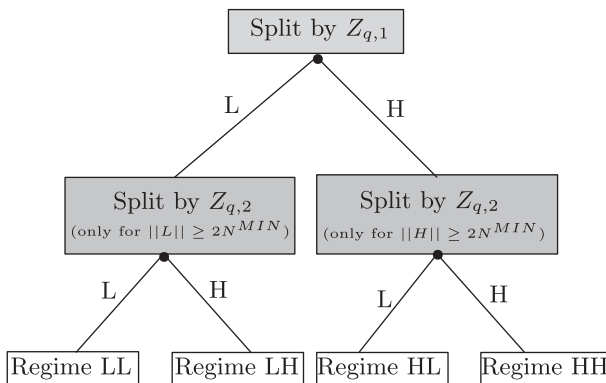 Split by Z_{q,1}
L
H
Split by Z_{q,2}
(only for ||L|| ≥ 2N^{MIN})
Split by Z_{q,2}
(only for ||H|| ≥ 2N^{MIN})
L
H
L
H
Regime LL
Regime LH
Regime HL
Regime HH